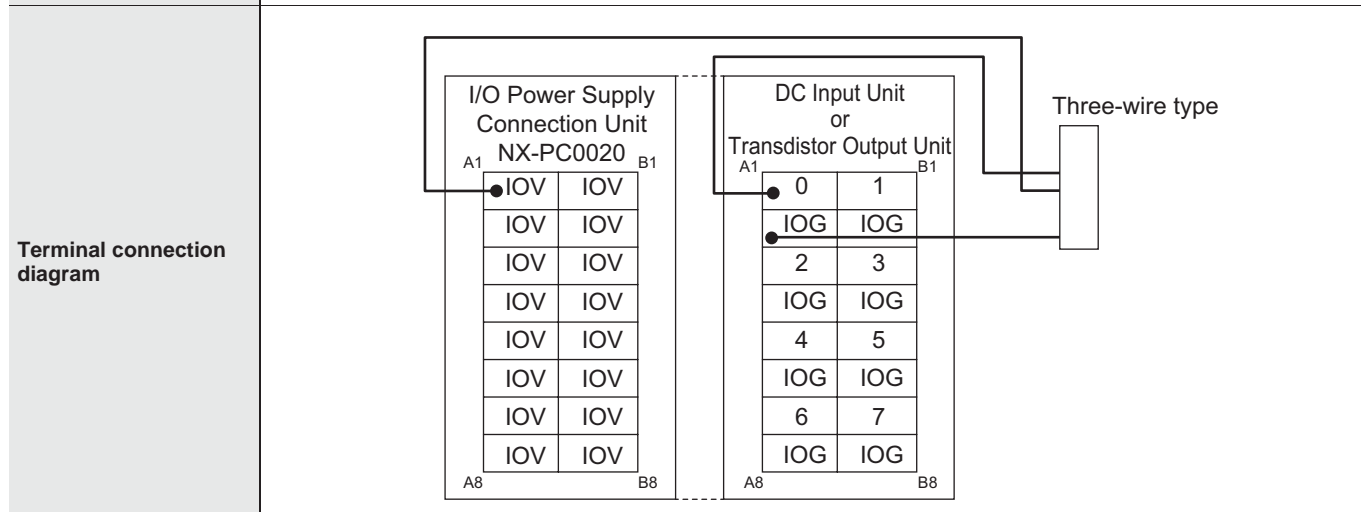 Terminal connection
diagram
I/O Power Supply
Connection Unit
NX-PC0020
A1 B1
IOV IOV
IOV IOV
IOV IOV
IOV IOV
IOV IOV
IOV IOV
IOV IOV
IOV IOV
A8 B8
DC Input Unit
or
Transdistor Output Unit
A1 B1
0 1
IOG IOG
2 3
IOG IOG
4 5
IOG IOG
6 7
IOG IOG
A8 B8
Three-wire type